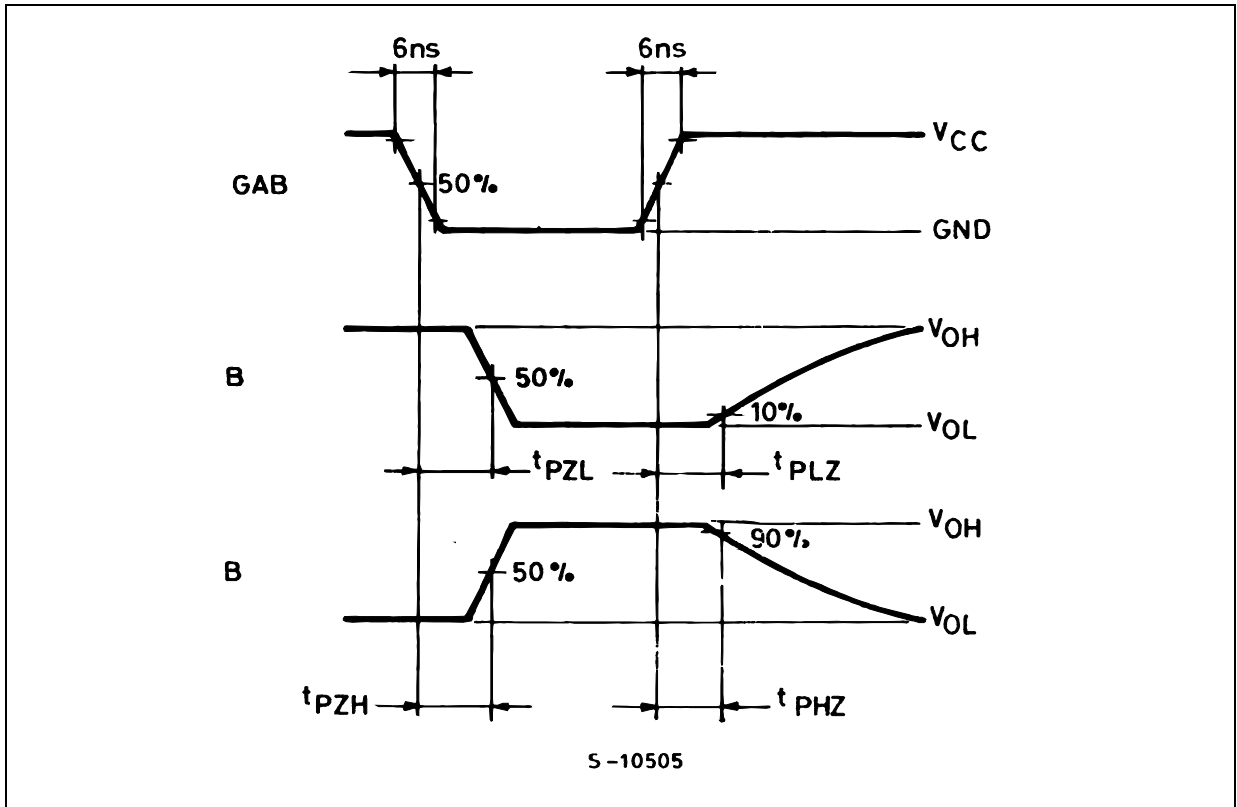 6ns 6ns
VCC
GAB 50%
GND
VOH
B 50%
10%
VOL
tPZL tPLZ
VOH
90%
B 50%
VOL
tPZH tPHZ
S-10505